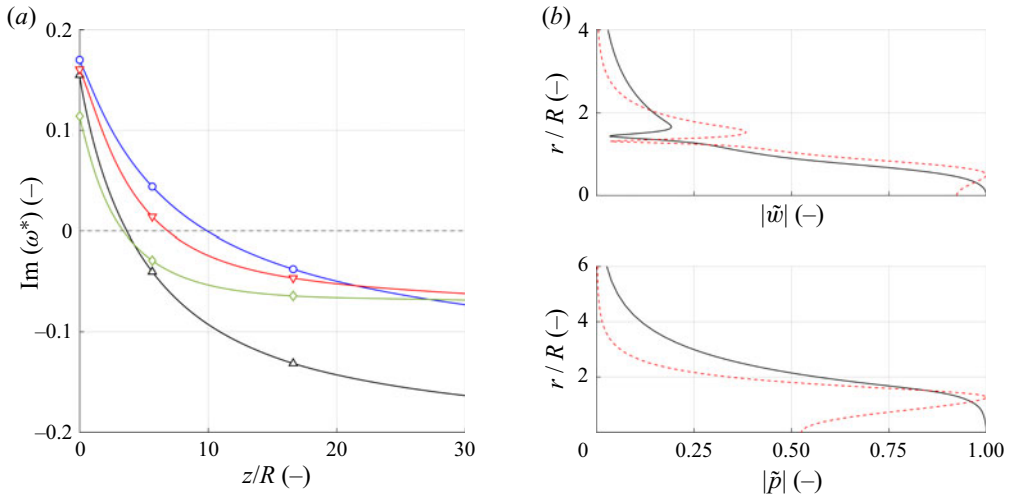 (a)
0.2
0.1
0
–0.1
–0.2
Im (ω*) (–)
0 10 20 30
z/R (–)
(b)
4
2
0
r / R (–)
|w̃| (–)
6
4
2
r / R (–)
0 0.25 0.50 0.75 1.00
|p̃| (–)